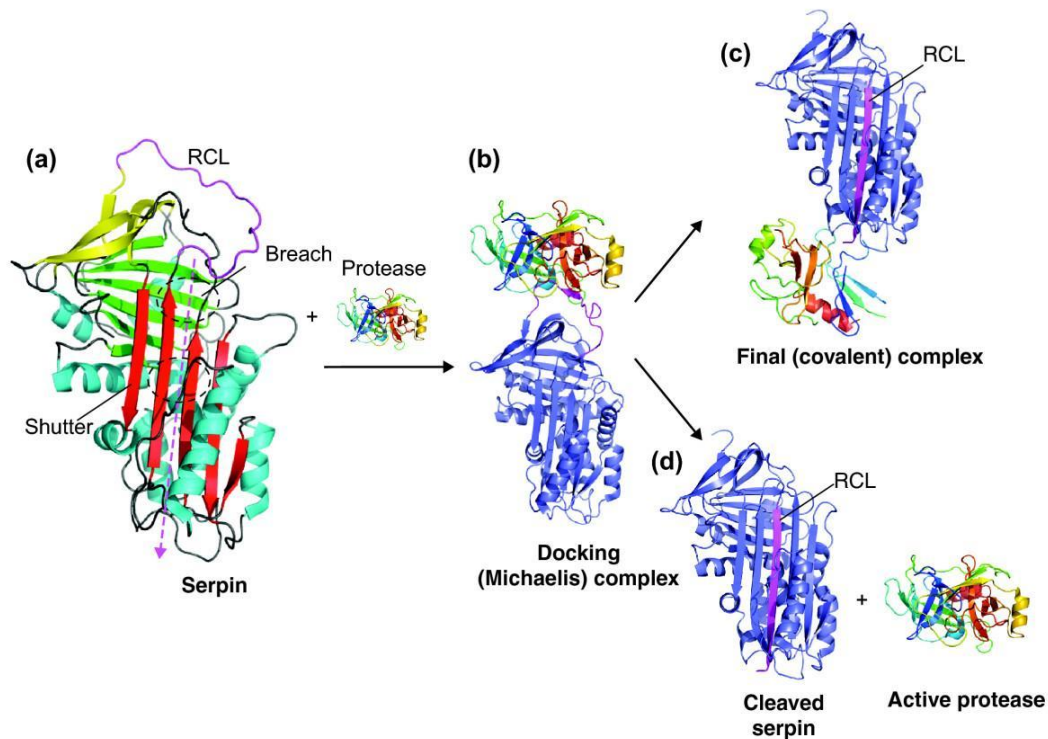 (a)
RCL
Breach
Shutter
Serpin
+
Protease
(b)
Docking
(Michaelis) complex
(c)
RCL
Final (covalent) complex
(d)
RCL
Cleaved
serpin
+
Active protease